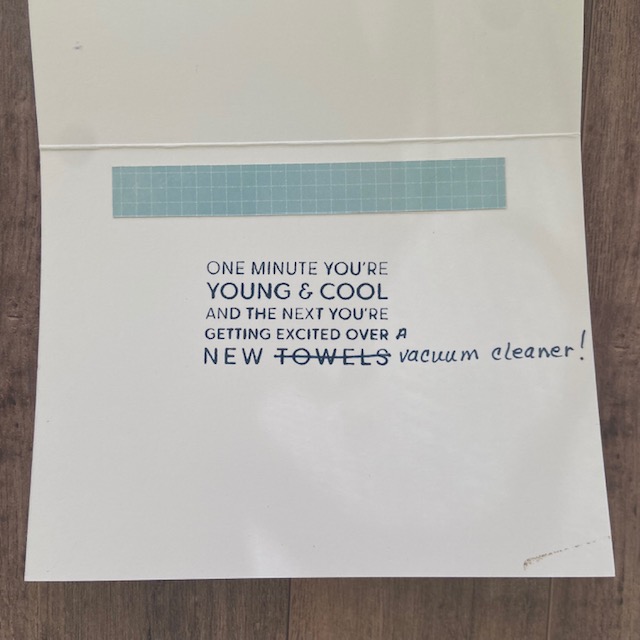 ONE MINUTE YOU'RE
YOUNG & COOL
AND THE NEXT YOU'RE
GETTING EXCITED OVER A
NEW TOWELS vacuum cleaner!